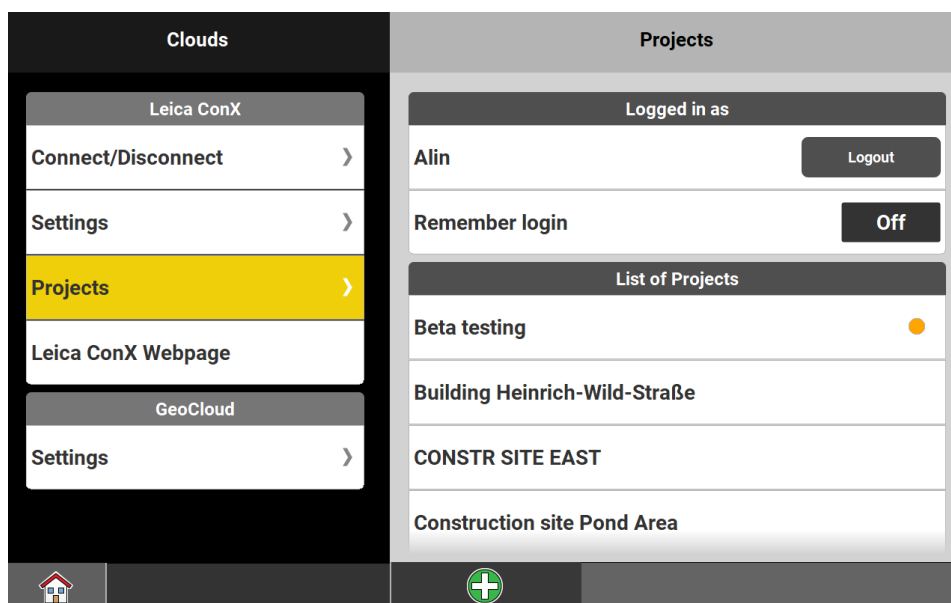 Clouds
Leica ConX
Connect/Disconnect
Settings
Projects
Leica ConX Webpage
GeoCloud
Settings
Projects
Logged in as
Alin
Logout
Remember login
Off
List of Projects
Beta testing
Building Heinrich-Wild-Straße
CONSTR SITE EAST
Construction site Pond Area